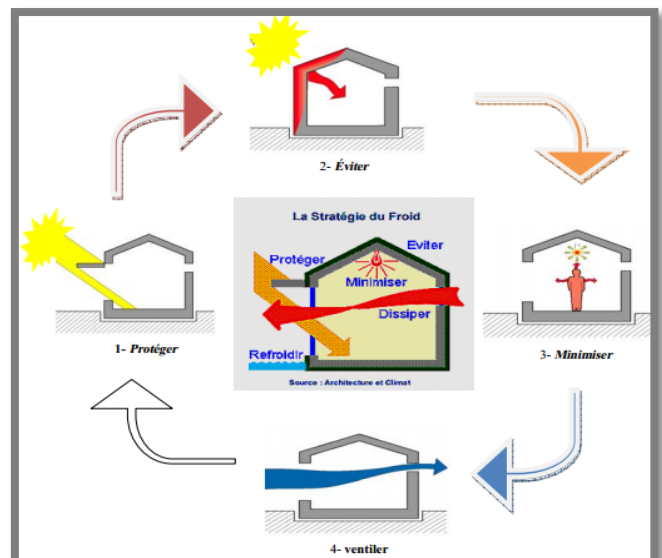 2- Éviter
La Stratégie du Froid
Eviter
Protéger
Minimiser
Dissiper
Refroidir
Source : Architecture et Climat
1- Protéger
3- Minimiser
4- ventiler